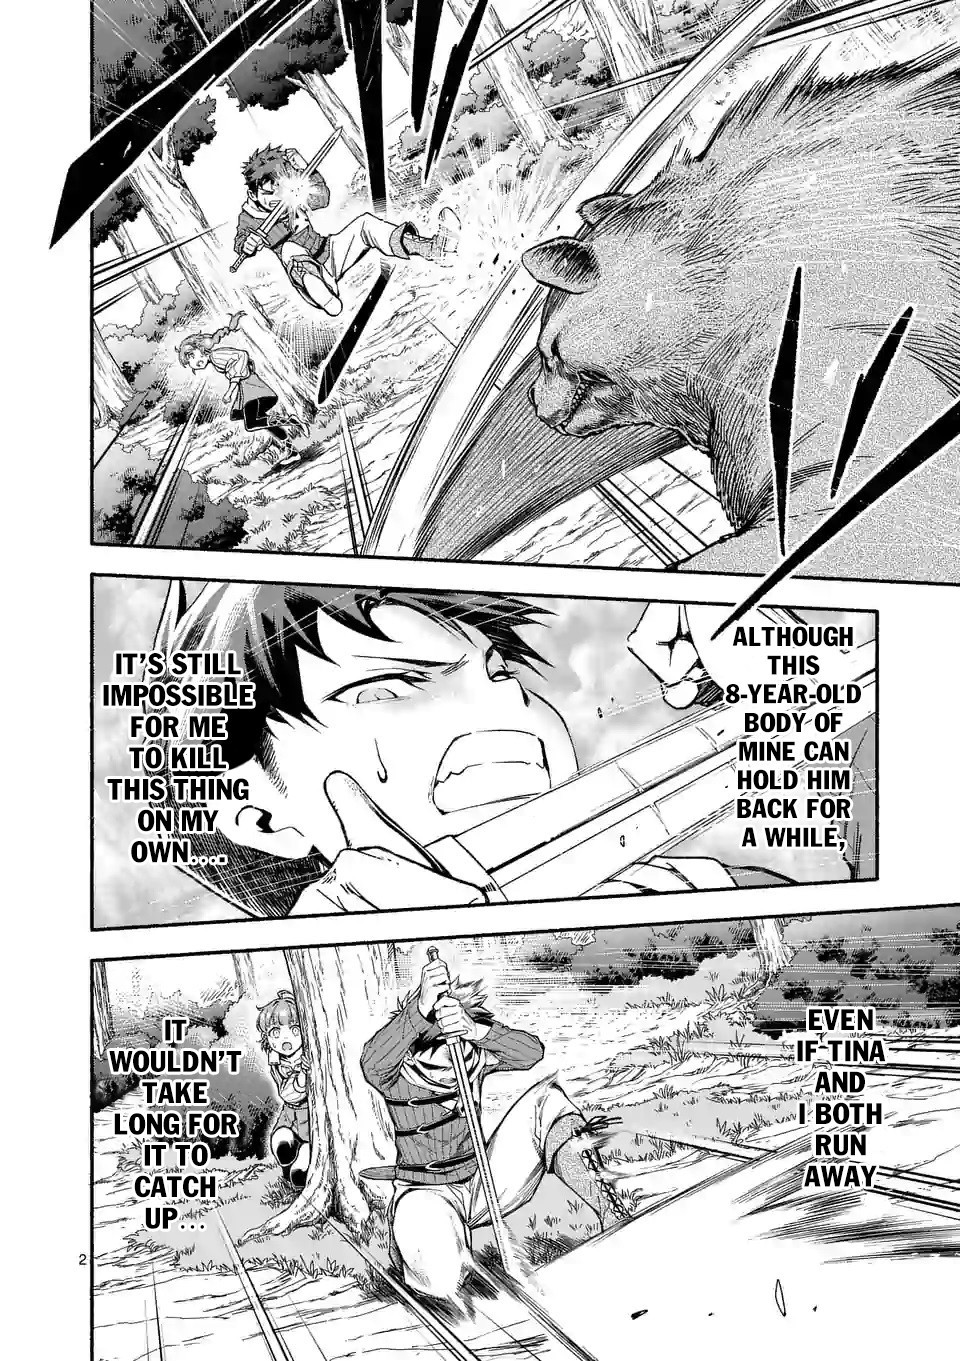 ALTHOUGH
THIS
8-YEAR-OLD
BODY OF
MINE CAN
HOLD HIM
BACK FOR
A WHILE,
IT'S STILL
IMPOSSIBLE
FOR ME
TO KILL
THIS THING
ON MY
OWN....
EVEN
IF TINA
AND
I BOTH
RUN
AWAY
IT
WOULDN'T
TAKE
LONG FOR
IT TO
CATCH
UP...
2